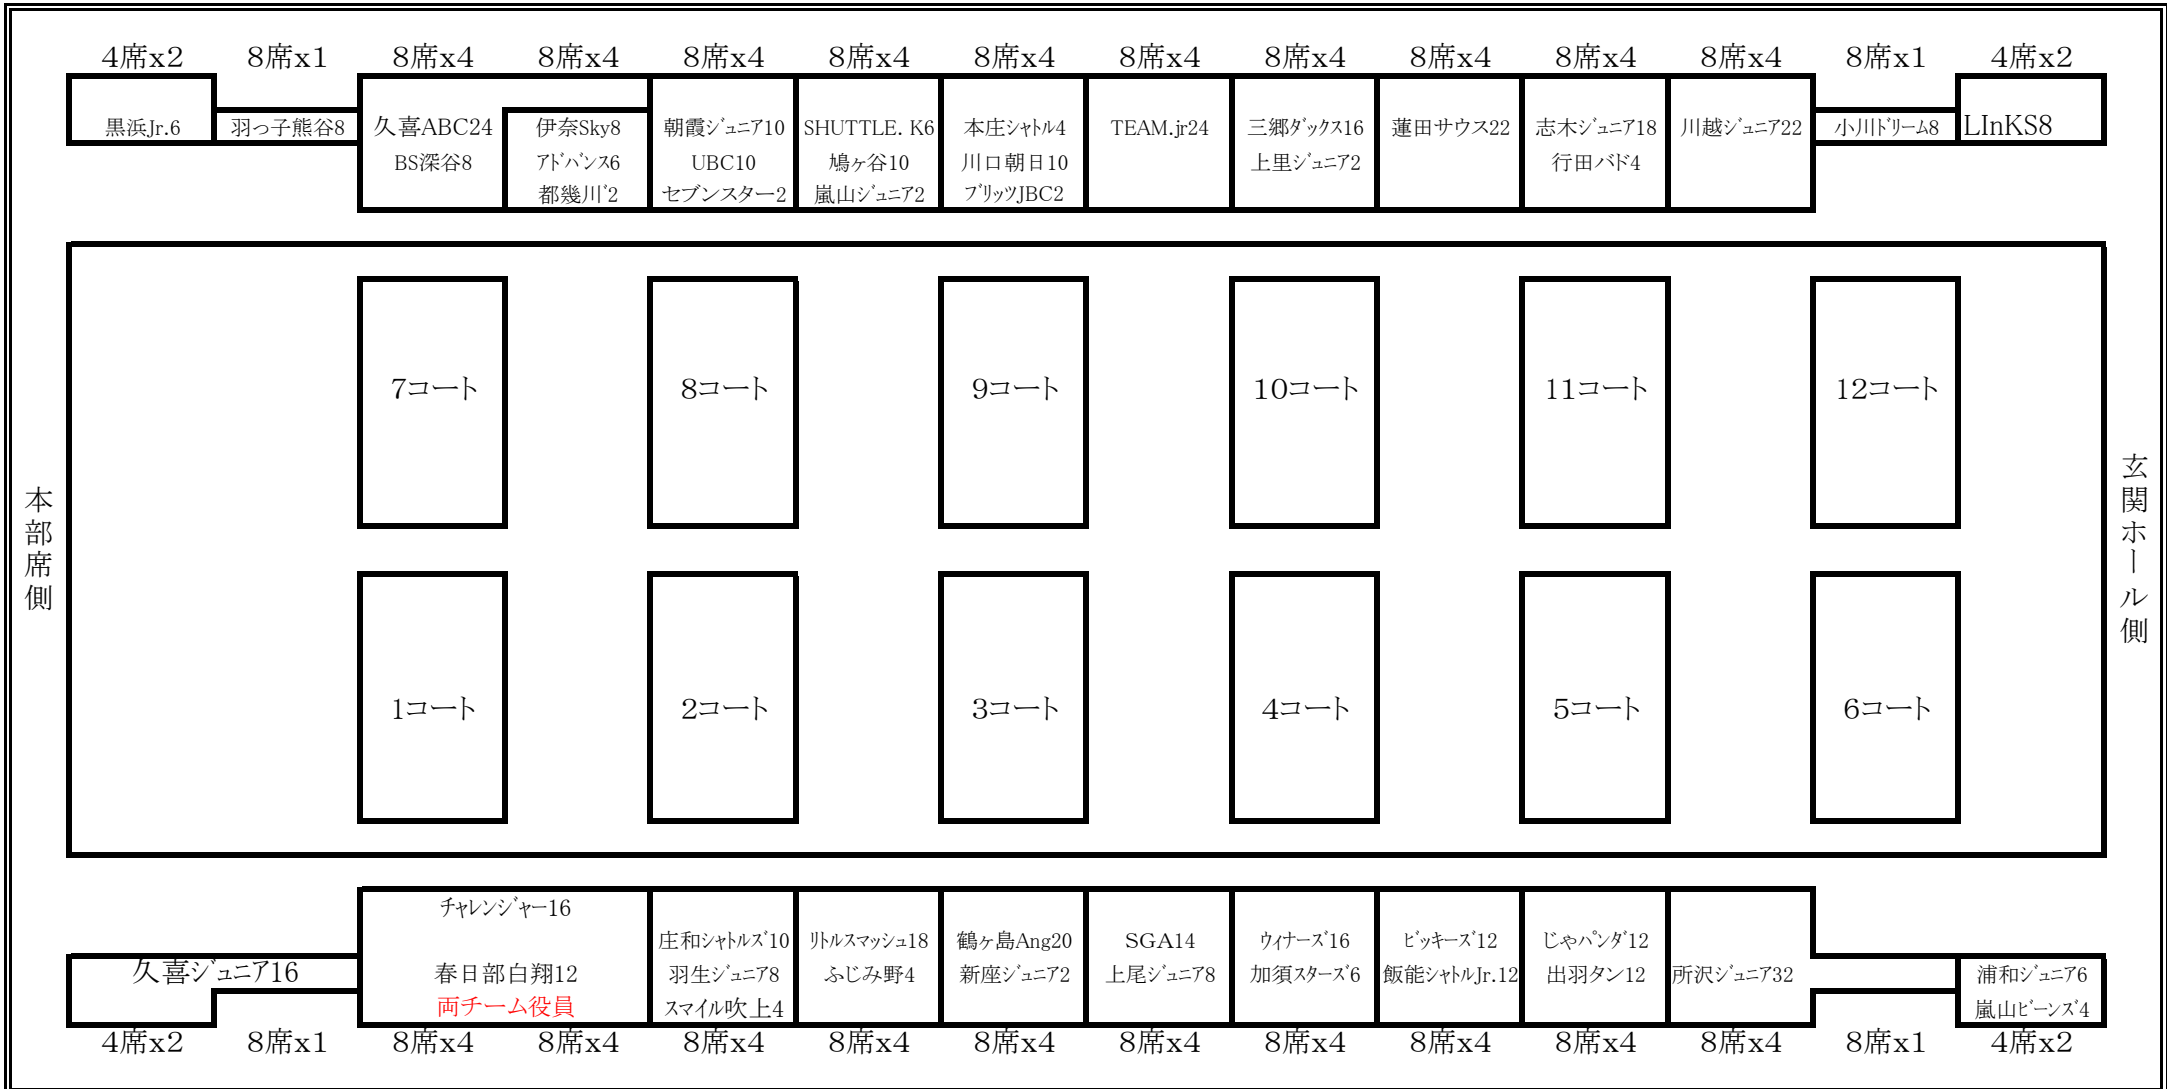 4席x2 8席x1 8席x4 8席x4 8席x4 8席x4 8席x4 8席x4 8席x4 8席x4 8席x4 8席x4 8席x1 4席x2
黒浜Jr.6 羽っ子熊谷8 久喜ABC24 伊奈Sky8 朝霞ジュニア10 SHUTTLE. K6 本庄シャトル4 TEAM.jr24 三郷ダックス16 蓮田サウス22 志木ジュニア18 川越ジュニア22 小川ドリーム8 LInKS8
BS深谷8 アドバンス6 UBC10 鳩ヶ谷10 川口朝日10 上里ジュニア2 行田バド4
都幾川2 セブンスター2 嵐山ジュニア2 ブリッツJBC2
7コート 8コート 9コート 10コート 11コート 12コート
本部席側
玄関ホール側
1コート 2コート 3コート 4コート 5コート 6コート
チャレンジャー16
庄和シャトルズ10 リトルスマッシュ18 鶴ヶ島Ang20 SGA14 ウィナーズ16 ビッキーズ12 じゃパンダ12
久喜ジュニア16 春日部白翔12 羽生ジュニア8 ふじみ野4 新座ジュニア2 上尾ジュニア8 加須スターズ6 飯能シャトルJr.12 出羽タン12 所沢ジュニア32 浦和ジュニア6
両チーム役員 スマイル吹上4 嵐山ビーンズ4
4席x2 8席x1 8席x4 8席x4 8席x4 8席x4 8席x4 8席x4 8席x4 8席x4 8席x4 8席x4 8席x1 4席x2